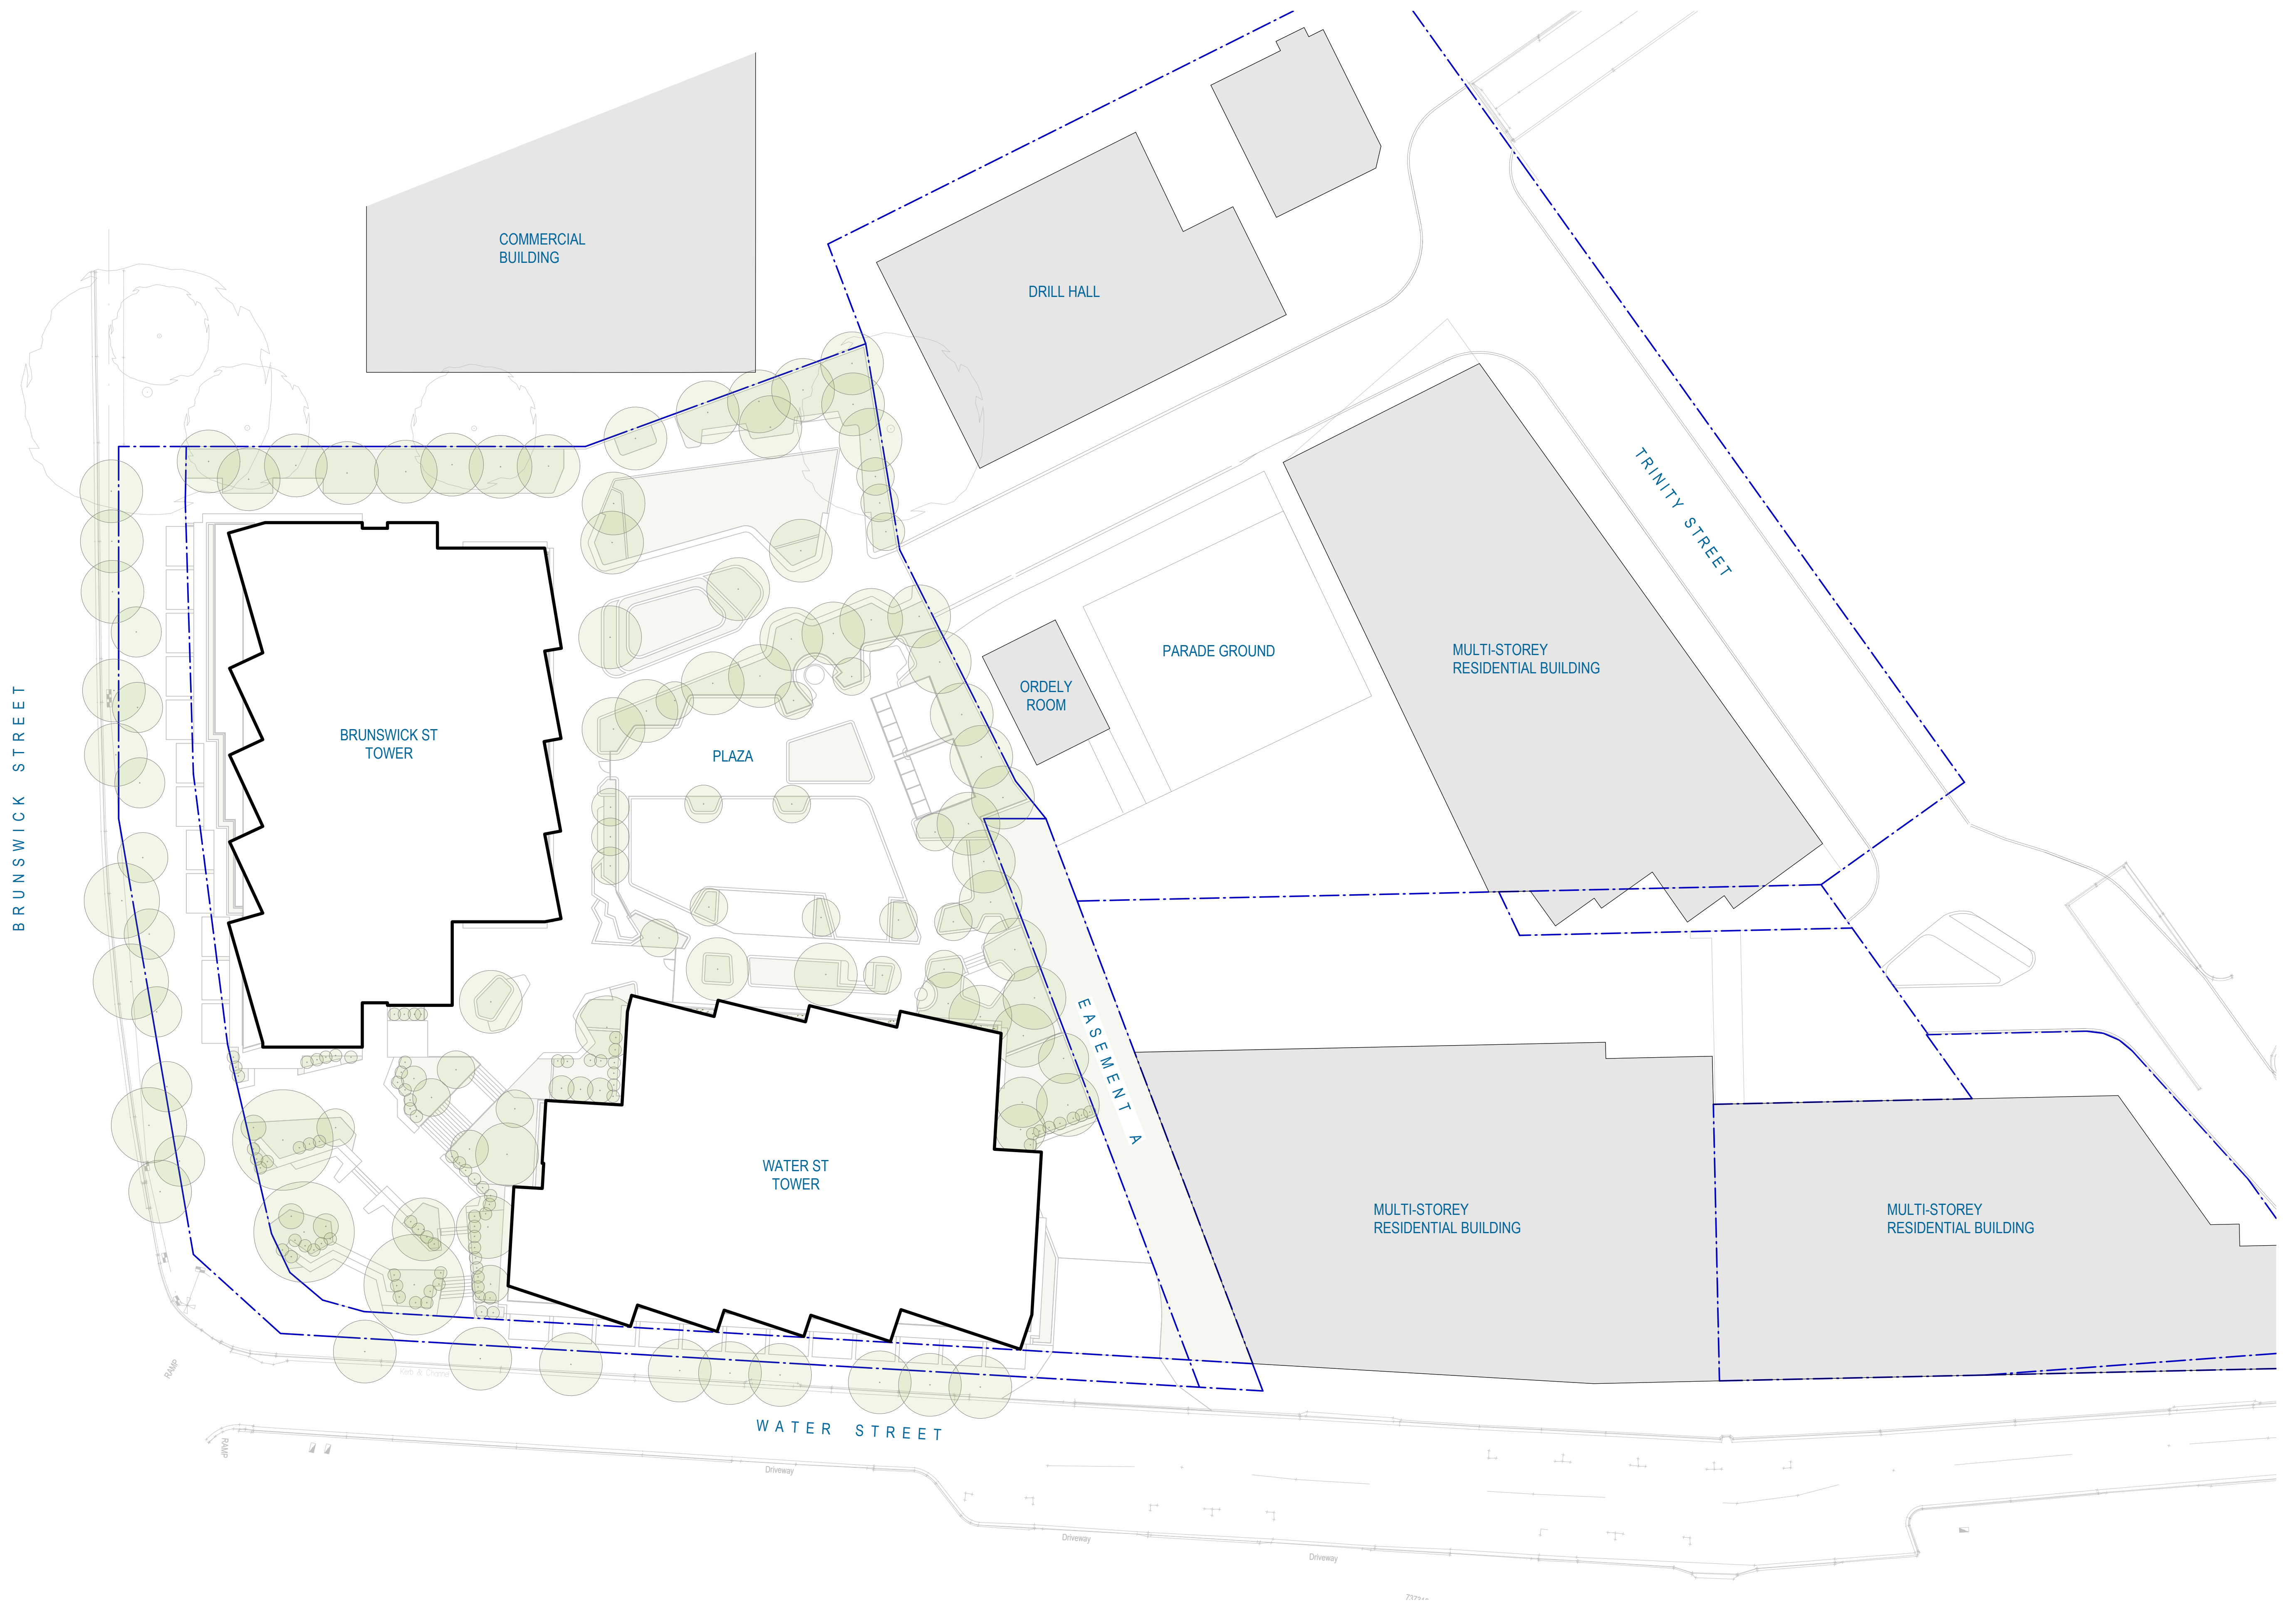 COMMERCIAL
BUILDING
DRILL HALL
TRINITY STREET
MULTI-STOREY
RESIDENTIAL BUILDING
PARADE GROUND
ORDELY
ROOM
BRUNSWICK STREET
BRUNSWICK ST
TOWER
PLAZA
EASEMENT A
WATER ST
TOWER
MULTI-STOREY
RESIDENTIAL BUILDING
MULTI-STOREY
RESIDENTIAL BUILDING
RAMP
WATER STREET
RAMP
Driveway
Driveway
Driveway